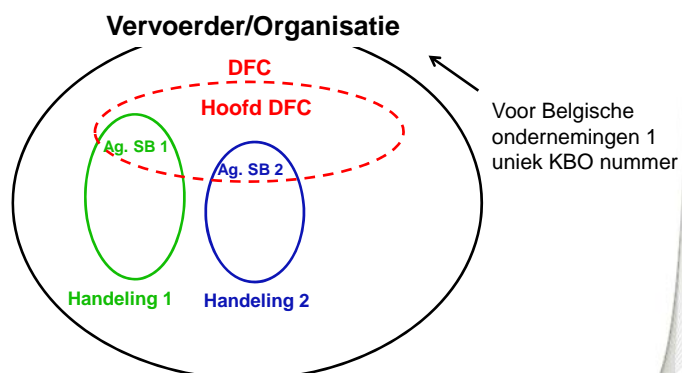 Vervoerder/Organisatie
DFC
Hoofd DFC
Voor Belgische
ondernemingen 1
uniek KBO nummer
Ag. SB 1
Ag. SB 2
Handeling 1
Handeling 2